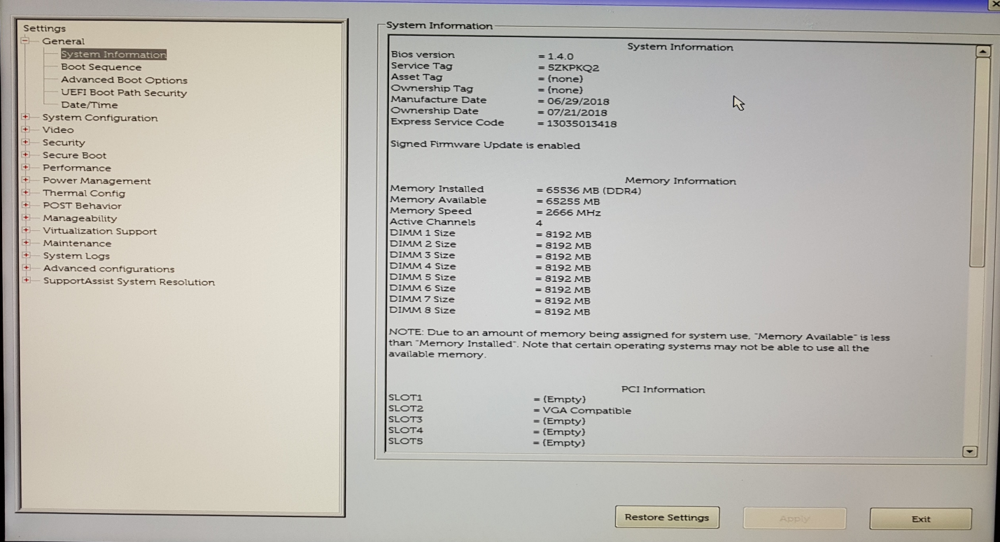 Settings
General
System Information
Boot Sequence
Advanced Boot Options
UEFI Boot Path Security
Date/Time
System Configuration
Video
Security
Secure Boot
Performance
Power Management
Thermal Config
POST Behavior
Manageability
Virtualization Support
Maintenance
System Logs
Advanced configurations
SupportAssist System Resolution
System Information
System Information
Bios version = 1.4.0
Service Tag = 5ZKPKQ2
Asset Tag = {none}
Ownership Tag = {none}
Manufacture Date = 06/29/2018
Ownership Date = 07/21/2018
Express Service Code = 13035013418
Signed Firmware Update is enabled
Memory Information
Memory Installed = 65536 MB (DDR4)
Memory Available = 65255 MB
Memory Speed = 2666 MHz
Active Channels 4
DIMM 1 Size = 8192 MB
DIMM 2 Size = 8192 MB
DIMM 3 Size = 8192 MB
DIMM 4 Size = 8192 MB
DIMM 5 Size = 8192 MB
DIMM 6 Size = 8192 MB
DIMM 7 Size = 8192 MB
DIMM 8 Size = 8192 MB
NOTE: Due to an amount of memory being assigned for system use, "Memory Available" is less
than "Memory Installed". Note that certain operating systems may not be able to use all the
available memory.
PCI Information
SLOT1 = {Empty}
SLOT2 = VGA Compatible
SLOT3 = {Empty}
SLOT4 = {Empty}
SLOT5 = {Empty}
Restore Settings
Apply
Exit